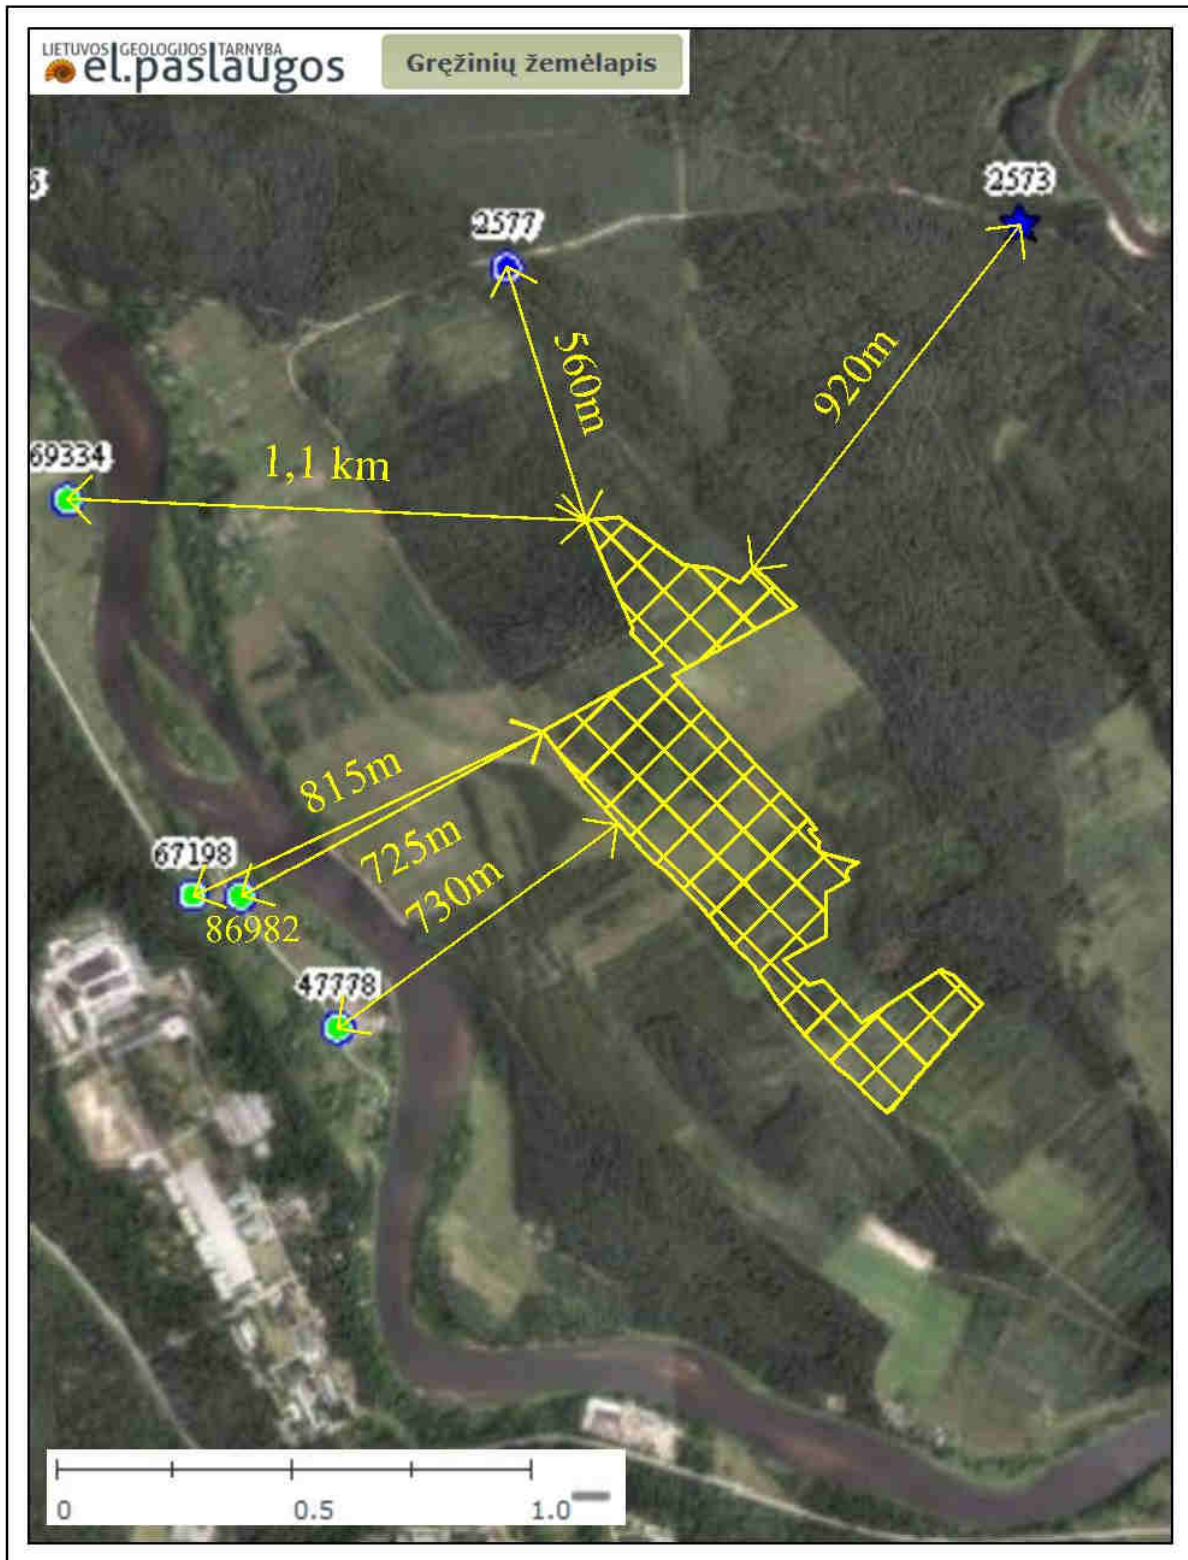 LIETUVOS GEOLOGIJOS TARNYBA
el.paslaugos
Gręžinių žemėlapis
2573
2577
560m
920m
69334
1,1 km
815m
725m
67198
730m
86982
47778
0 0.5 1.0